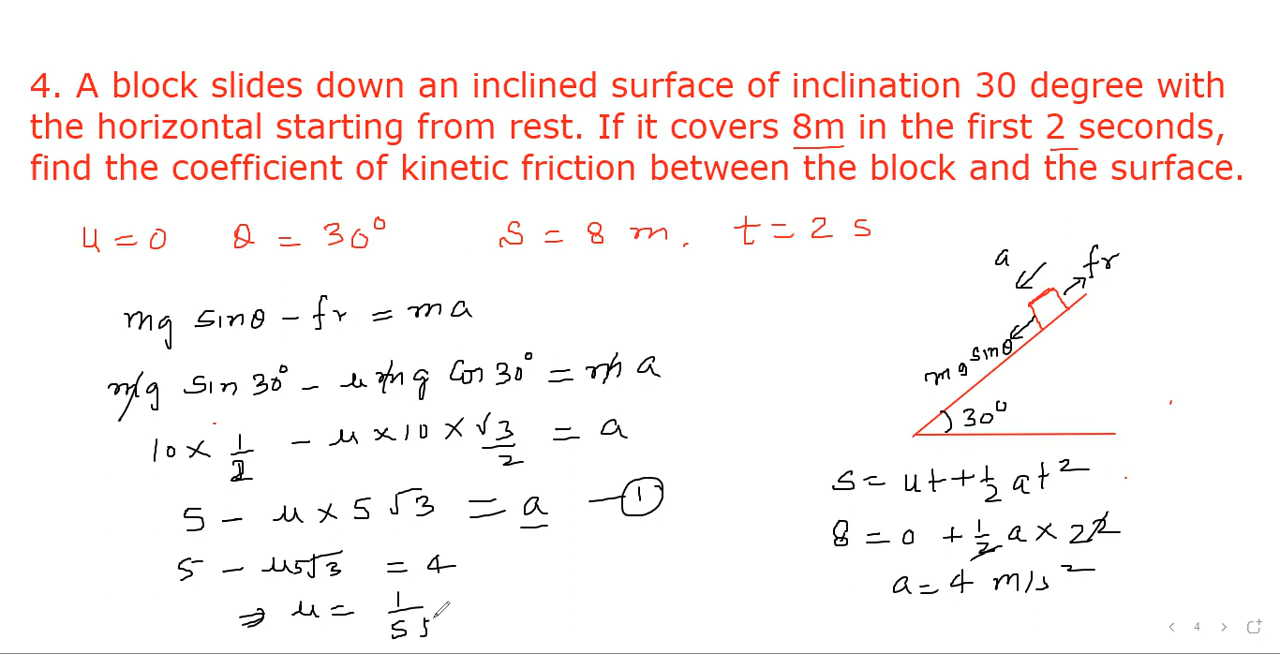 4. A block slides down an inclined surface of inclination 30 degree with
the horizontal starting from rest. If it covers 8m in the first 2 seconds,
find the coefficient of kinetic friction between the block and the surface.
u = 0 θ = 30° S = 8 m. t = 2 s
mg sinθ - fr = ma
mg sin 30° - μ mg cos 30° = m a
10 × 1/2 - μ × 10 × √3/2 = a
5 - μ × 5√3 = a — ①
5 - μ5√3 = 4
⇒ μ = 1/5√
a
fr
mg sinθ
30°
s = ut + 1/2 at²
8 = 0 + 1/2 a × 2²
a = 4 m/s²
4